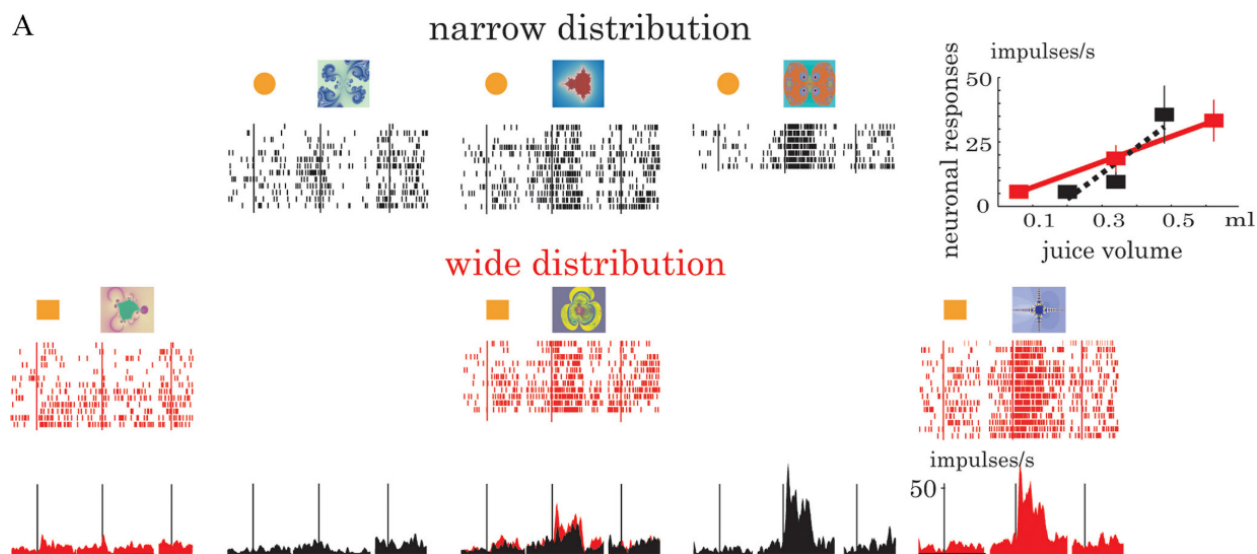 A
narrow distribution
impulses/s
50
25
0
neuronal responses
0.1 0.3 0.5 ml
juice volume
wide distribution
impulses/s
50